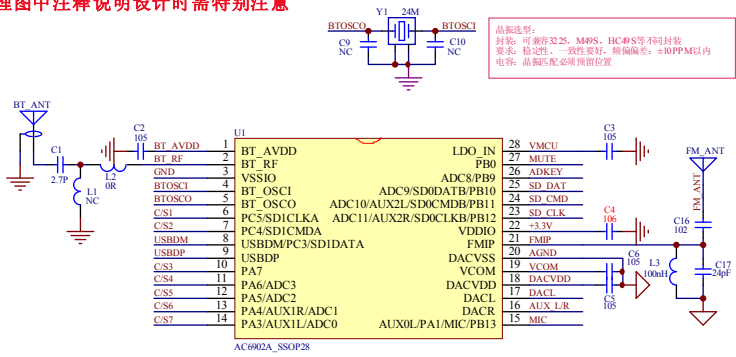 理图中注释说明设计时需特别注意
Y1 24M
BTOSCO BTOSCI
C9 C10
NC NC
晶振选型:
封装: 可兼容3225, M49S、HC49S等不同封装
要求: 稳定性、一致性要好, 频偏偏差: ±10PPM以内
电容: 晶振匹配必须预留位置
BT_ANT
C1
2.7P
L1
NC
L2
0R
C2
105
U1
BT_AVDD 1 BT_AVDD LDO_IN 28 VMCU
BT_RF 2 BT_RF PB0 27 MUTE
GND 3 VSSIO ADC8/PB9 26 ADKEY
BTOSCI 4 BT_OSCI ADC9/SD0DATB/PB10 25 SD_DAT
BTOSCO 5 BT_OSCO ADC10/AUX2L/SD0CMDB/PB11 24 SD_CMD
C/S1 6 PC5/SD1CLKA ADC11/AUX2R/SD0CLKB/PB12 23 SD_CLK
C/S2 7 PC4/SD1CMDA VDDIO 22 +3.3V
USBDM 8 USBDM/PC3/SD1DATA FMIP 21 FMIP
USBDP 9 USBDP DACVSS 20 AGND
C/S3 10 PA7 VCOM 19 VCOM
C/S4 11 PA6/ADC3 DACVDD 18 DACVDD
C/S5 12 PA5/ADC2 DACL 17 DACL
C/S6 13 PA4/AUX1R/ADC1 DACR 16 AUX_L/R
C/S7 14 PA3/AUX1L/ADC0 AUX0L/PA1/MIC/PB13 15 MIC
AC6902A_SSOP28
C3
105
C4
106
C6
105
C5
105
FM_ANT
FM_ANT
C16
102
L3
100nH
C17
24pF